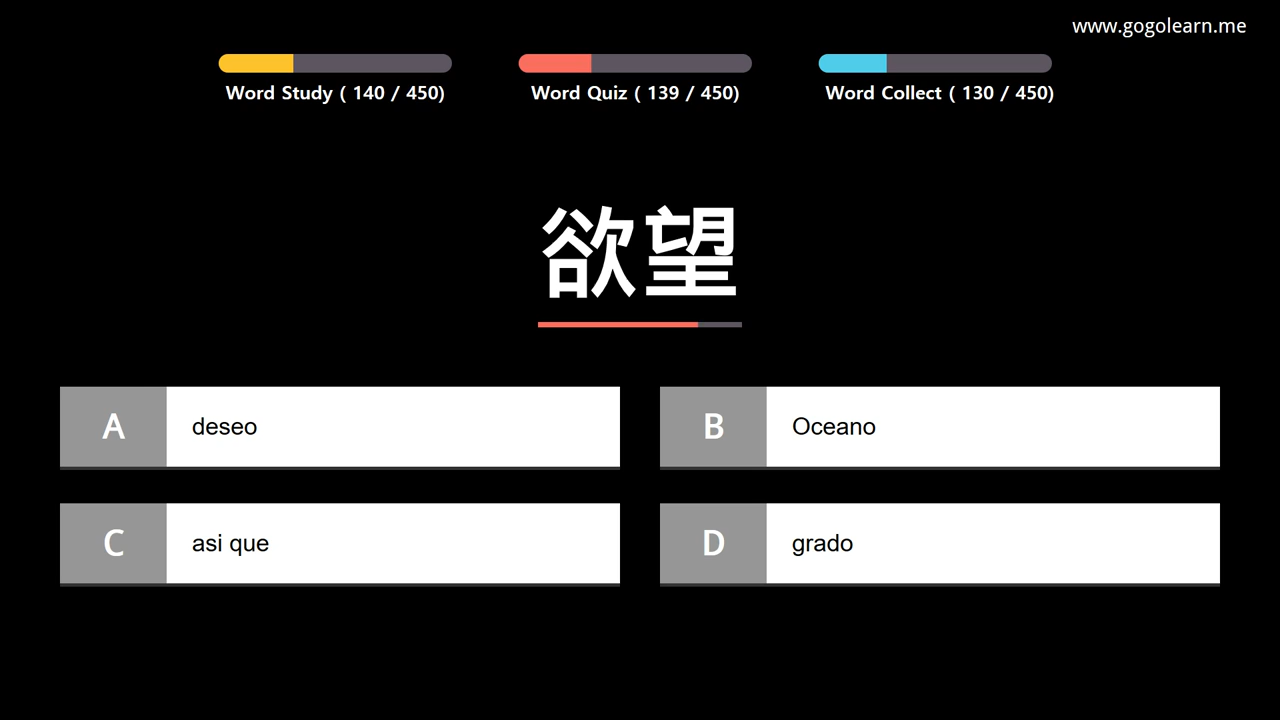 www.gogolearn.me
Word Study ( 140 / 450)
Word Quiz ( 139 / 450)
Word Collect ( 130 / 450)
欲望
A deseo
B Oceano
C asi que
D grado